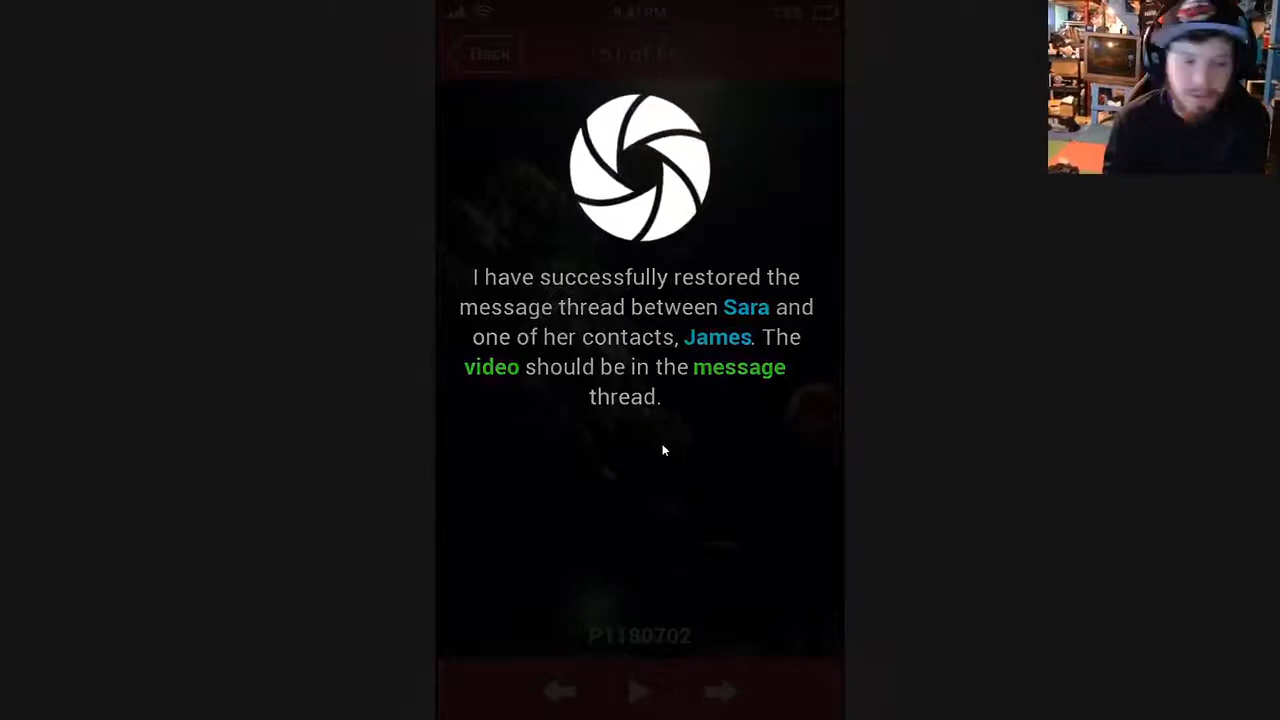 Back
I have successfully restored the
message thread between Sara and
one of her contacts, James. The
video should be in the message
thread.
P1180702